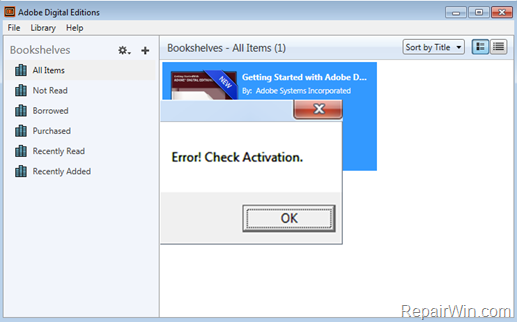 Adobe Digital Editions
File Library Help
Bookshelves
All Items
Not Read
Borrowed
Purchased
Recently Read
Recently Added
Bookshelves - All Items (1)
Sort by Title
NEW
Getting Started with Adobe D...
By: Adobe Systems Incorporated
Error! Check Activation.
OK
RepairWin.com